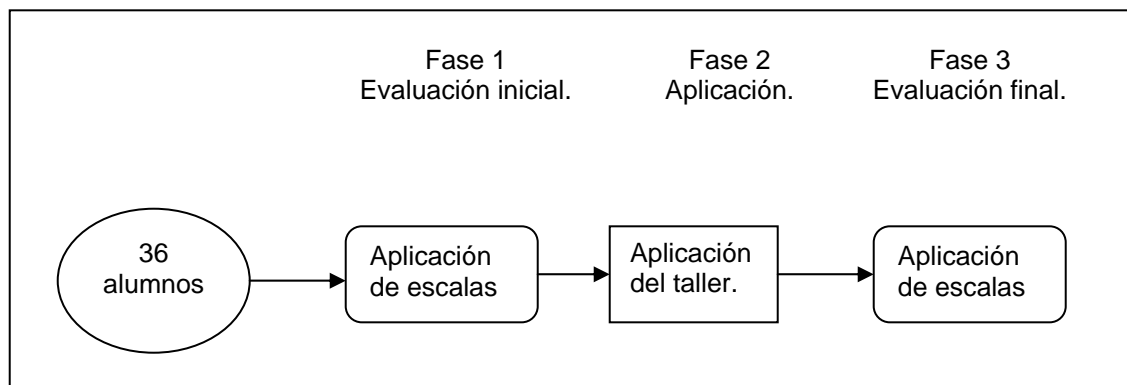 Fase 1
Evaluación inicial.
Fase 2
Aplicación.
Fase 3
Evaluación final.
36
alumnos
Aplicación
de escalas
Aplicación
del taller.
Aplicación
de escalas